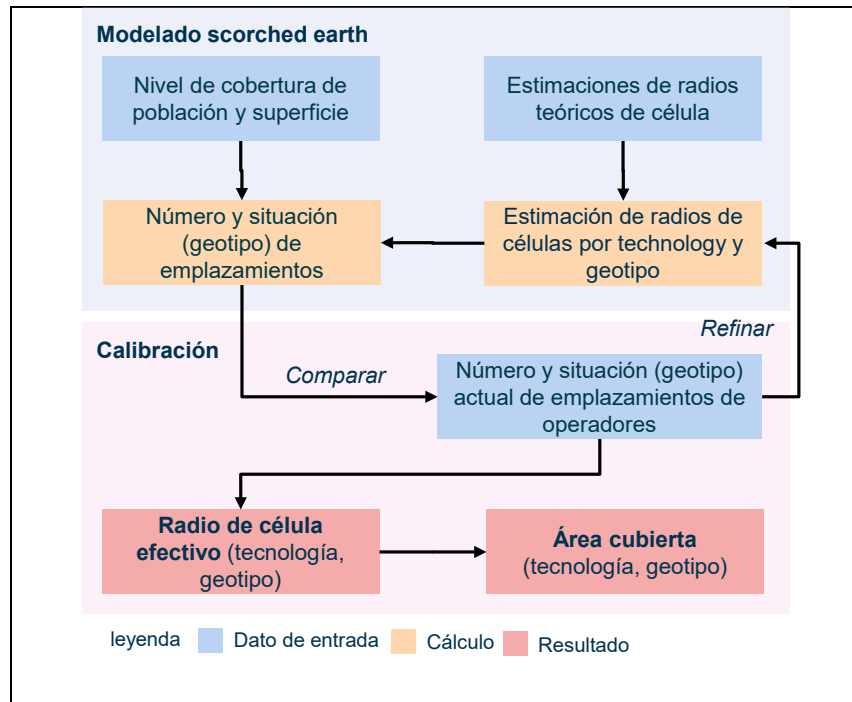 Modelado scorched earth
Nivel de cobertura de
población y superficie
Estimaciones de radios
teóricos de célula
Número y situación
(geotipo) de
emplazamientos
Estimación de radios de
células por technology y
geotipo
Refinar
Calibración
Comparar
Número y situación (geotipo)
actual de emplazamientos de
operadores
Radio de célula
efectivo (tecnología,
geotipo)
Área cubierta
(tecnología, geotipo)
leyenda Dato de entrada Cálculo Resultado